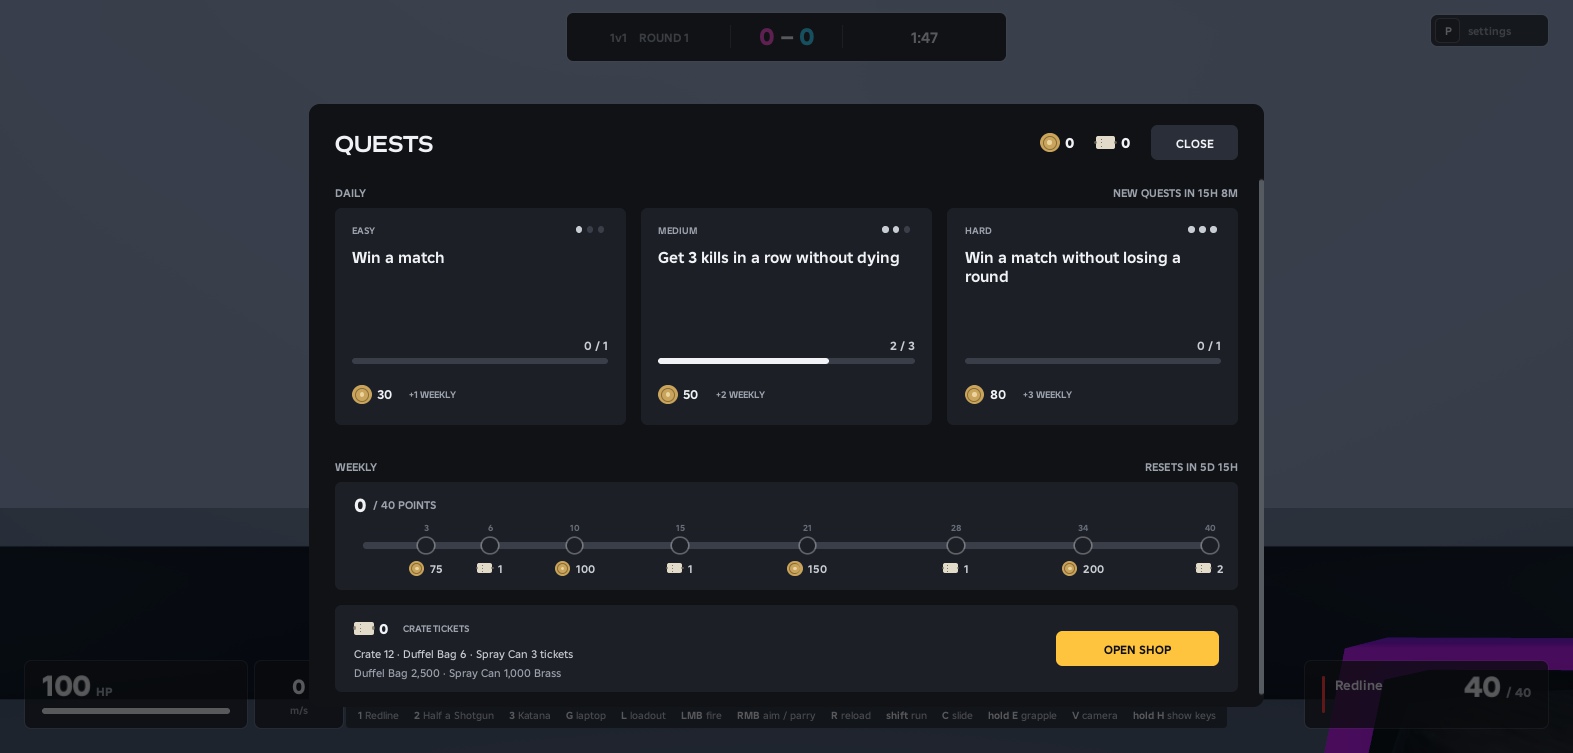 1v1 ROUND 1 0 – 0 1:47
P settings
QUESTS
0 0 CLOSE
DAILY NEW QUESTS IN 15H 8M
EASY
Win a match
0 / 1
30 +1 WEEKLY
MEDIUM
Get 3 kills in a row without dying
2 / 3
50 +2 WEEKLY
HARD
Win a match without losing a
round
0 / 1
80 +3 WEEKLY
WEEKLY RESETS IN 5D 15H
0 / 40 POINTS
3 6 10 15 21 28 34 40
75 1 100 1 150 1 200 2
0 CRATE TICKETS
Crate 12 · Duffel Bag 6 · Spray Can 3 tickets
Duffel Bag 2,500 · Spray Can 1,000 Brass
OPEN SHOP
100 HP
0
m/s
1 Redline 2 Half a Shotgun 3 Katana G laptop L loadout LMB fire RMB aim / parry R reload shift run C slide hold E grapple V camera hold H show keys
Redline 40 / 40